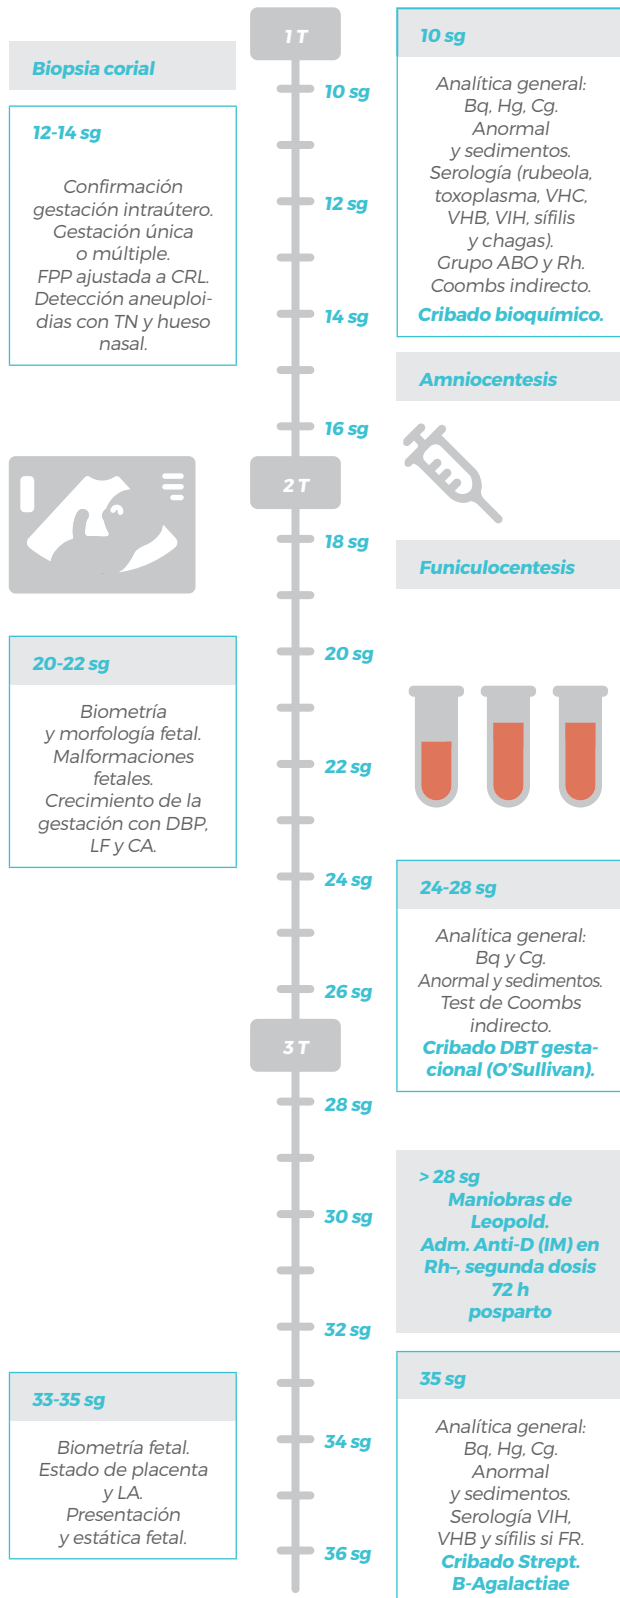 1 T
10 sg
12 sg
14 sg
16 sg
2 T
18 sg
20 sg
22 sg
24 sg
26 sg
3 T
28 sg
30 sg
32 sg
34 sg
36 sg
Biopsia corial
12-14 sg
Confirmación
gestación intraútero.
Gestación única
o múltiple.
FPP ajustada a CRL.
Detección aneuploi-
dias con TN y hueso
nasal.
20-22 sg
Biometría
y morfología fetal.
Malformaciones
fetales.
Crecimiento de la
gestación con DBP,
LF y CA.
33-35 sg
Biometría fetal.
Estado de placenta
y LA.
Presentación
y estática fetal.
10 sg
Analítica general:
Bq, Hg, Cg.
Anormal
y sedimentos.
Serología (rubeola,
toxoplasma, VHC,
VHB, VIH, sífilis
y chagas).
Grupo ABO y Rh.
Coombs indirecto.
Cribado bioquímico.
Amniocentesis
Funiculocentesis
24-28 sg
Analítica general:
Bq y Cg.
Anormal y sedimentos.
Test de Coombs
indirecto.
Cribado DBT gesta-
cional (O'Sullivan).
> 28 sg
Maniobras de
Leopold.
Adm. Anti-D (IM) en
Rh–, segunda dosis
72 h
posparto
35 sg
Analítica general:
Bq, Hg, Cg.
Anormal
y sedimentos.
Serología VIH,
VHB y sífilis si FR.
Cribado Strept.
B-Agalactiae